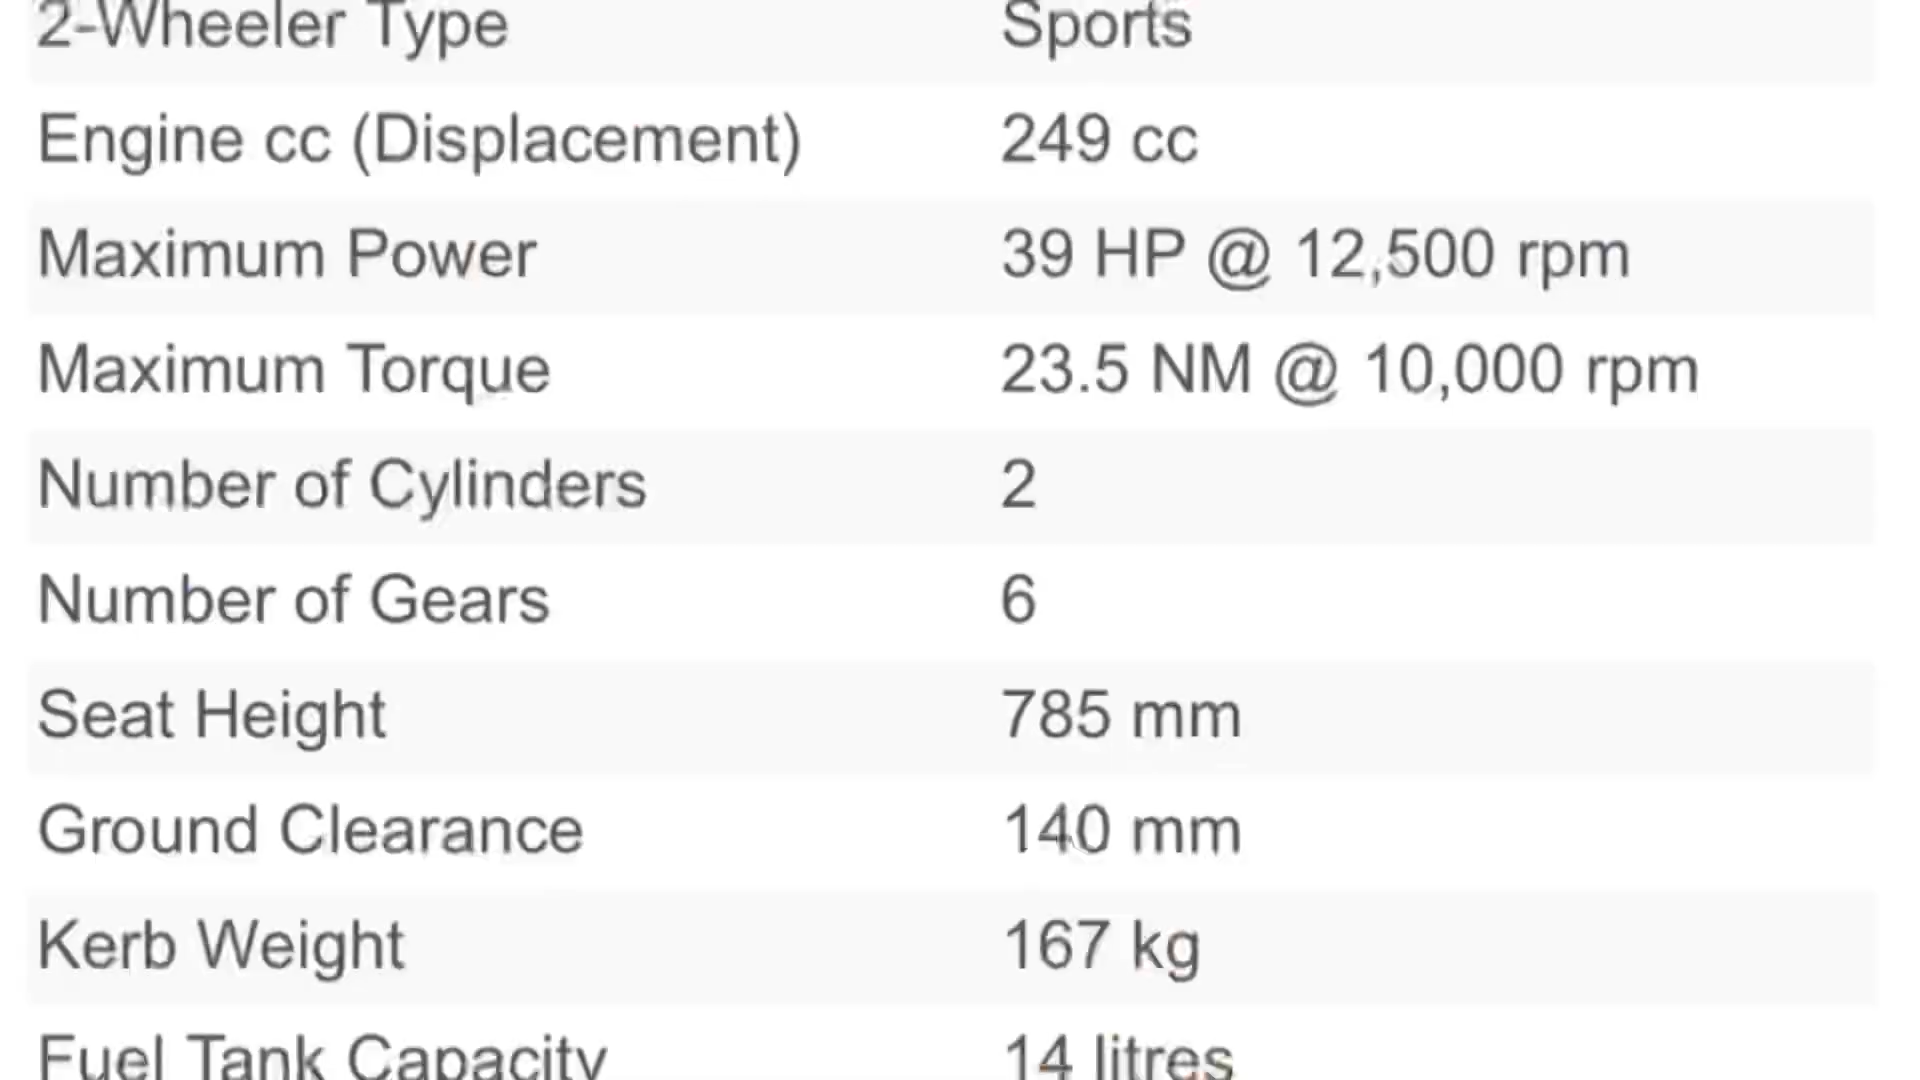 2-Wheeler Type Sports
Engine cc (Displacement) 249 cc
Maximum Power 39 HP @ 12,500 rpm
Maximum Torque 23.5 NM @ 10,000 rpm
Number of Cylinders 2
Number of Gears 6
Seat Height 785 mm
Ground Clearance 140 mm
Kerb Weight 167 kg
Fuel Tank Capacity 14 litres